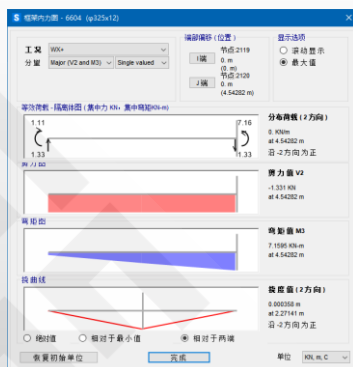 框架内力图 - 6604 (φ325x12)
工况 WX+
分量 Major (V2 and M3) Single valued
端部偏移 (位置)
I端
节点:2119
0. m
(0. m)
J端
节点:2120
0. m
(4.54282 m)
显示选项
滚动显示
最大值
等效荷载 - 隔离体图 (集中力 KN, 集中弯矩KN-m)
1.11
7.16
1.33
1.33
分布荷载 (2方向)
0. KN/m
at 4.54282 m
沿 -2方向为正
剪力图
剪力值 V2
-1.331 KN
at 4.54282 m
弯矩图
弯矩值 M3
7.1595 KN-m
at 4.54282 m
挠曲线
挠度值 (2方向)
0.000358 m
at 2.27141 m
沿 -2方向为正
绝对值 相对于最小值 相对于两端
恢复初始单位 完成 单位 KN, m, C